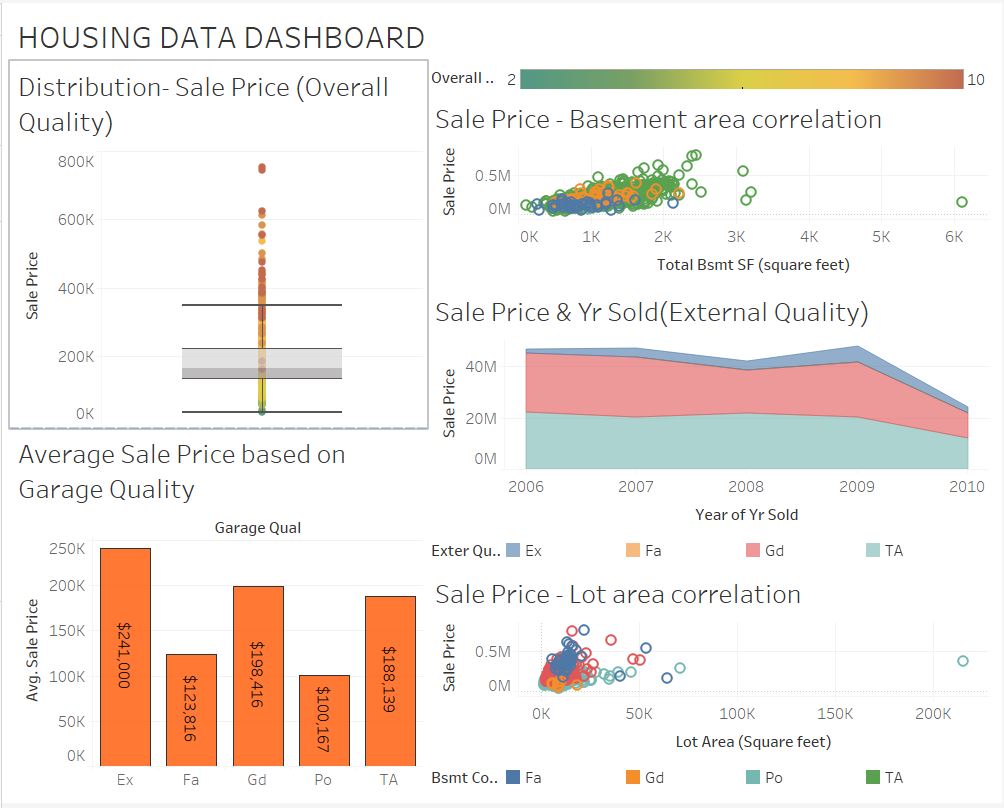 HOUSING DATA DASHBOARD
Distribution- Sale Price (Overall
Quality)
800K
600K
400K
200K
0K
Sale Price
Average Sale Price based on
Garage Quality
Garage Qual
250K
200K
150K
100K
50K
0K
Avg. Sale Price
$241,000
$123,816
$198,416
$100,167
$188,139
Ex Fa Gd Po TA
Overall .. 2 10
Sale Price - Basement area correlation
Sale Price
0.5M
0M
0K 1K 2K 3K 4K 5K 6K
Total Bsmt SF (square feet)
Sale Price & Yr Sold(External Quality)
Sale Price
40M
20M
0M
2006 2007 2008 2009 2010
Year of Yr Sold
Exter Qu.. Ex Fa Gd TA
Sale Price - Lot area correlation
Sale Price
0.5M
0M
0K 50K 100K 150K 200K
Lot Area (Square feet)
Bsmt Co.. Fa Gd Po TA